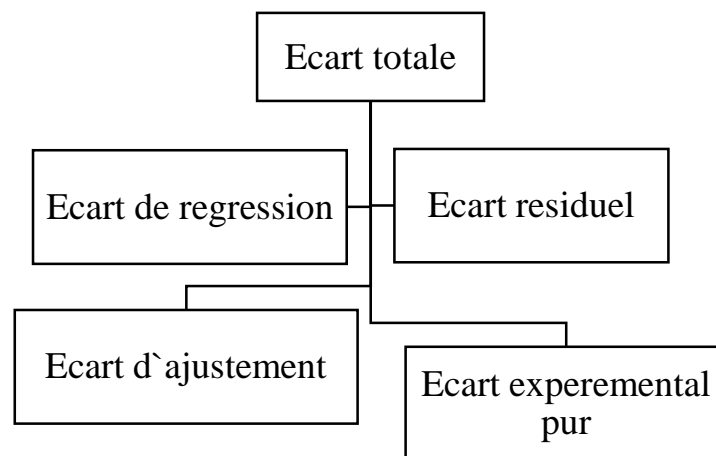 Ecart totale
Ecart de regression
Ecart residuel
Ecart d`ajustement
Ecart experemental
pur